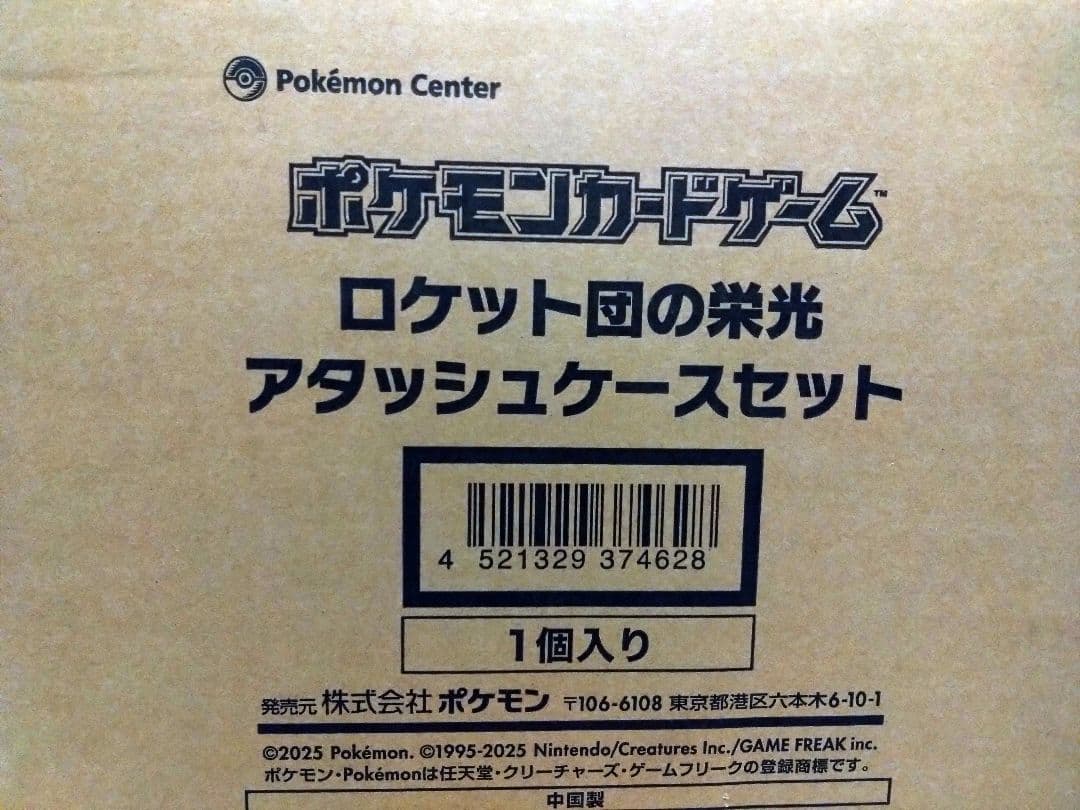 Pokémon Center
ポケモンカードゲーム™
ロケット団の栄光
アタッシュケースセット
4 521329 374628
1個入り
発売元 株式会社 ポケモン 〒106-6108 東京都港区六本木6-10-1
©2025 Pokémon. ©1995-2025 Nintendo/Creatures Inc./GAME FREAK inc.
ポケモン・Pokémonは任天堂・クリーチャーズ・ゲームフリークの登録商標です。
中国製